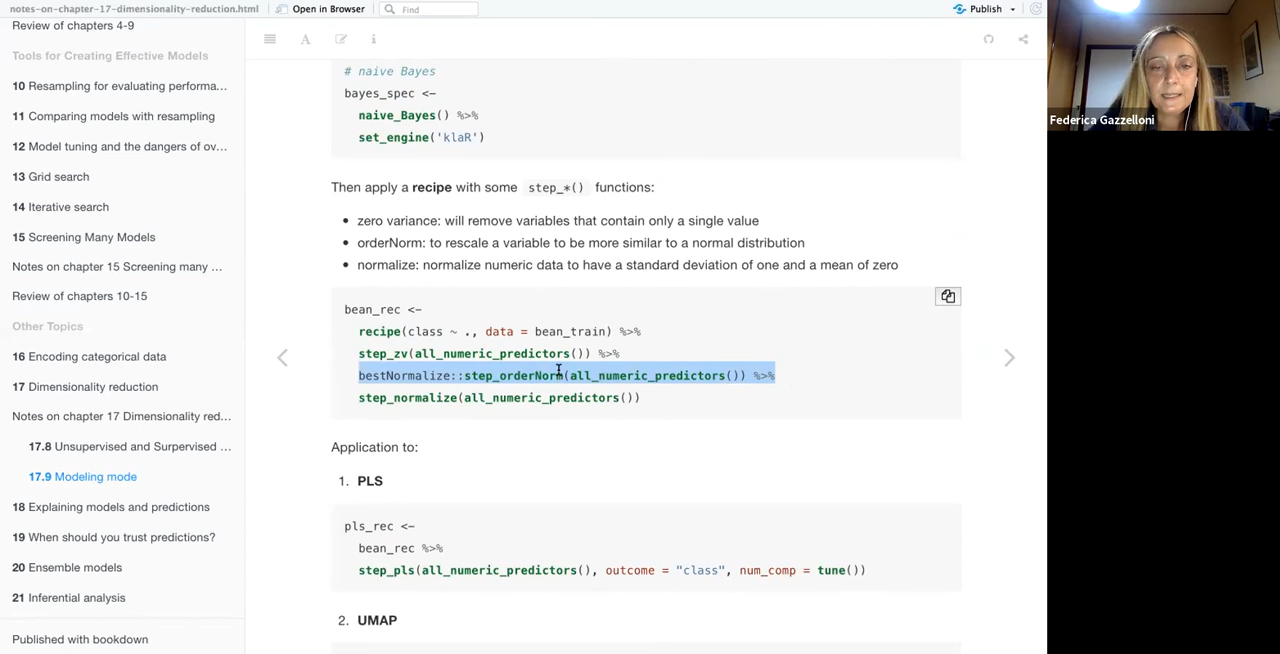 notes-on-chapter-17-dimensionality-reduction.html
Open in Browser
Find
Publish
Review of chapters 4-9
Tools for Creating Effective Models
10 Resampling for evaluating performa...
11 Comparing models with resampling
12 Model tuning and the dangers of ov...
13 Grid search
14 Iterative search
15 Screening Many Models
Notes on chapter 15 Screening many ...
Review of chapters 10-15
Other Topics
16 Encoding categorical data
17 Dimensionality reduction
Notes on chapter 17 Dimensionality red...
17.8 Unsupervised and Surpervised ...
17.9 Modeling mode
18 Explaining models and predictions
19 When should you trust predictions?
20 Ensemble models
21 Inferential analysis
Published with bookdown
# naive Bayes
bayes_spec <-
naive_Bayes() %>%
set_engine('klaR')
Then apply a recipe with some step_*() functions:
• zero variance: will remove variables that contain only a single value
• orderNorm: to rescale a variable to be more similar to a normal distribution
• normalize: normalize numeric data to have a standard deviation of one and a mean of zero
bean_rec <-
recipe(class ~ ., data = bean_train) %>%
step_zv(all_numeric_predictors()) %>%
bestNormalize::step_orderNorm(all_numeric_predictors()) %>%
step_normalize(all_numeric_predictors())
Application to:
1. PLS
pls_rec <-
bean_rec %>%
step_pls(all_numeric_predictors(), outcome = "class", num_comp = tune())
2. UMAP
Federica Gazzelloni